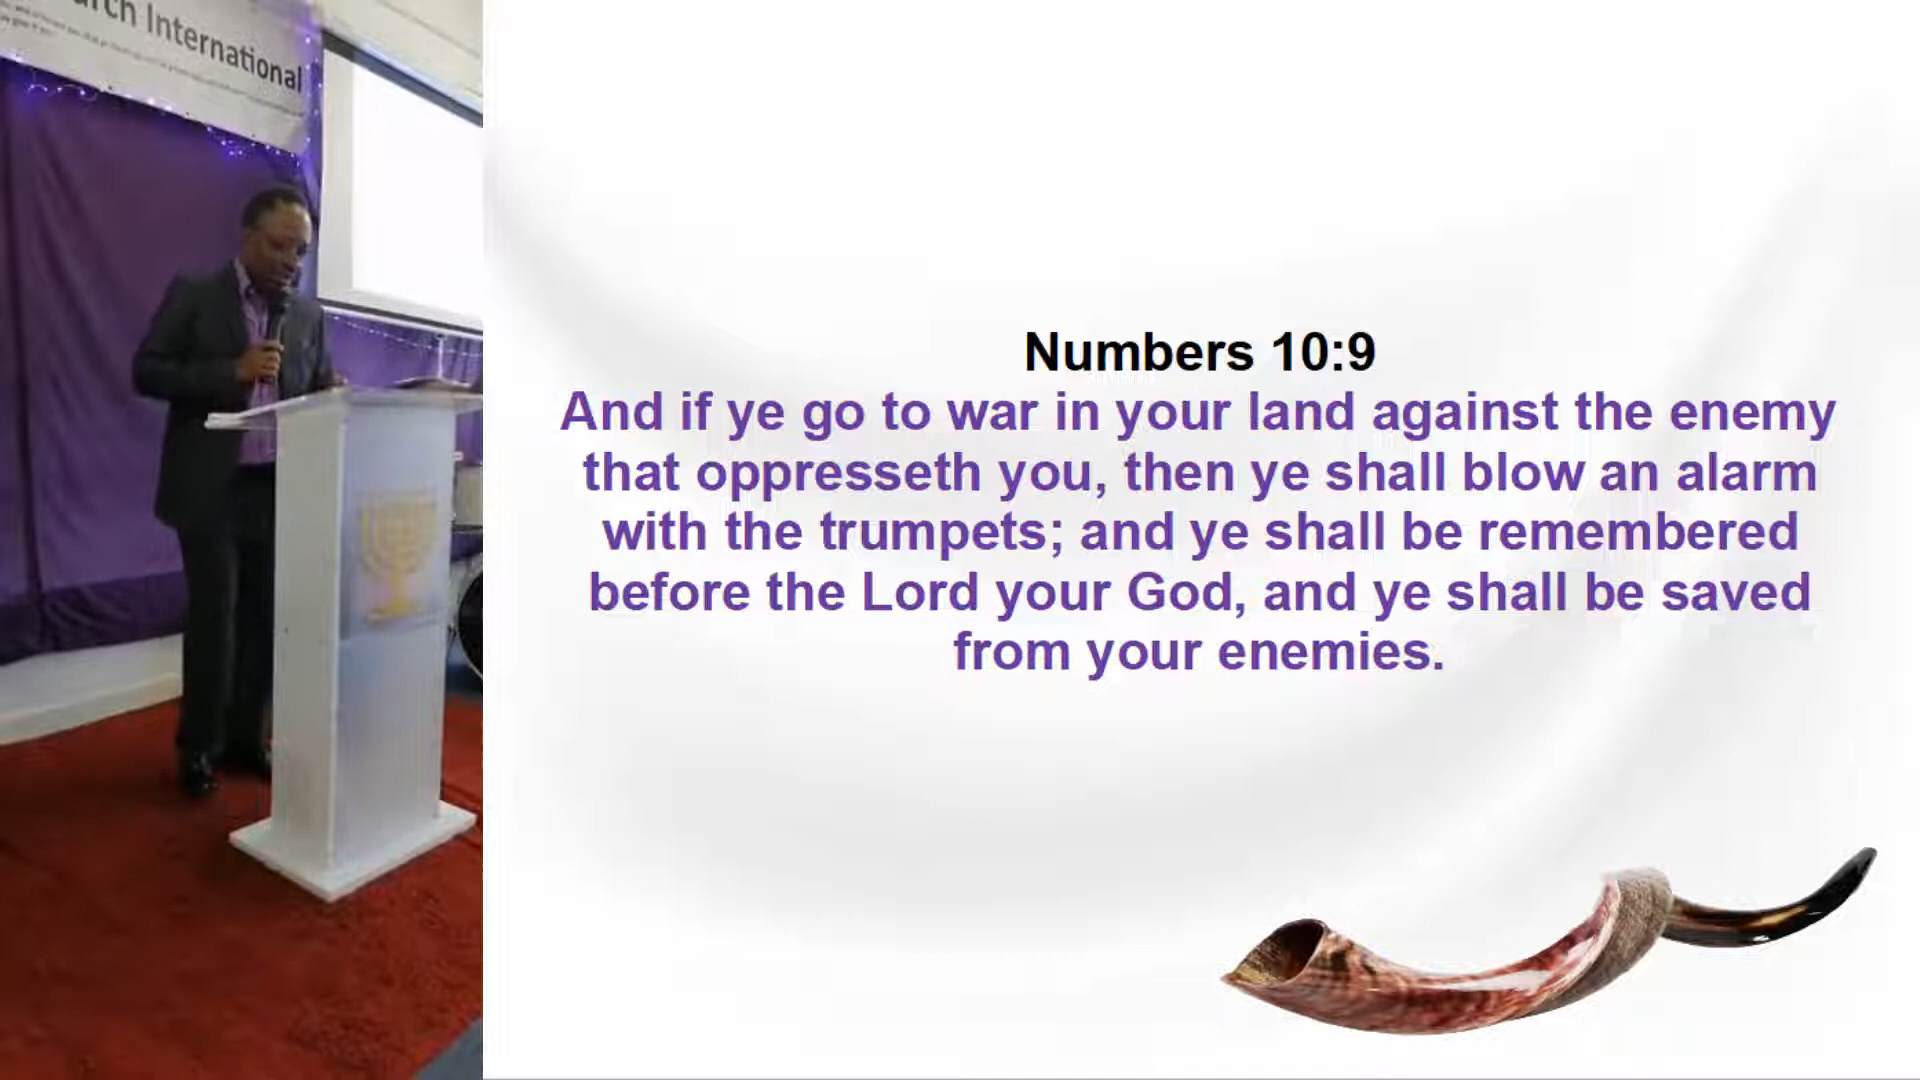 rch International
Numbers 10:9
And if ye go to war in your land against the enemy
that oppresseth you, then ye shall blow an alarm
with the trumpets; and ye shall be remembered
before the Lord your God, and ye shall be saved
from your enemies.